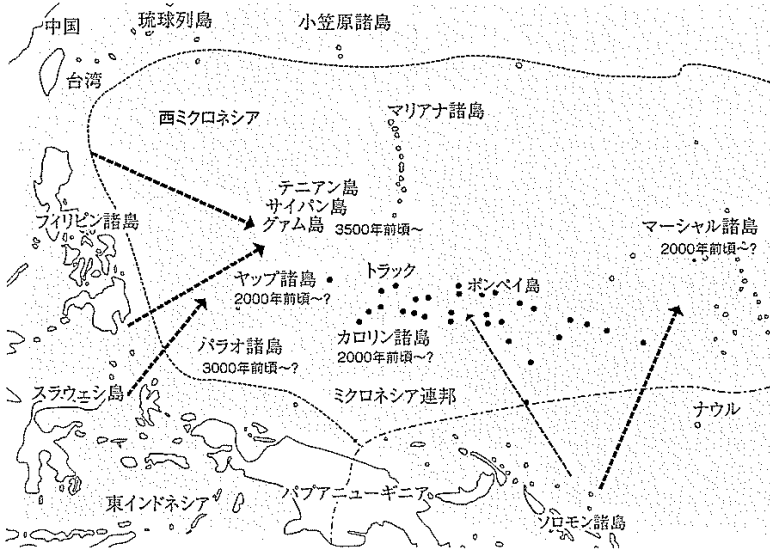 中国
琉球列島
小笠原諸島
台湾
西ミクロネシア
マリアナ諸島
テニアン島
サイパン島
グァム島
3500年前頃~
フィリピン諸島
マーシャル諸島
2000年前頃~?
ヤップ諸島
2000年前頃~?
トラック
ポンペイ島
パラオ諸島
3000年前頃~?
カロリン諸島
2000年前頃~?
スラウェシ島
ミクロネシア連邦
ナウル
東インドネシア
パプアニューギニア
ソロモン諸島